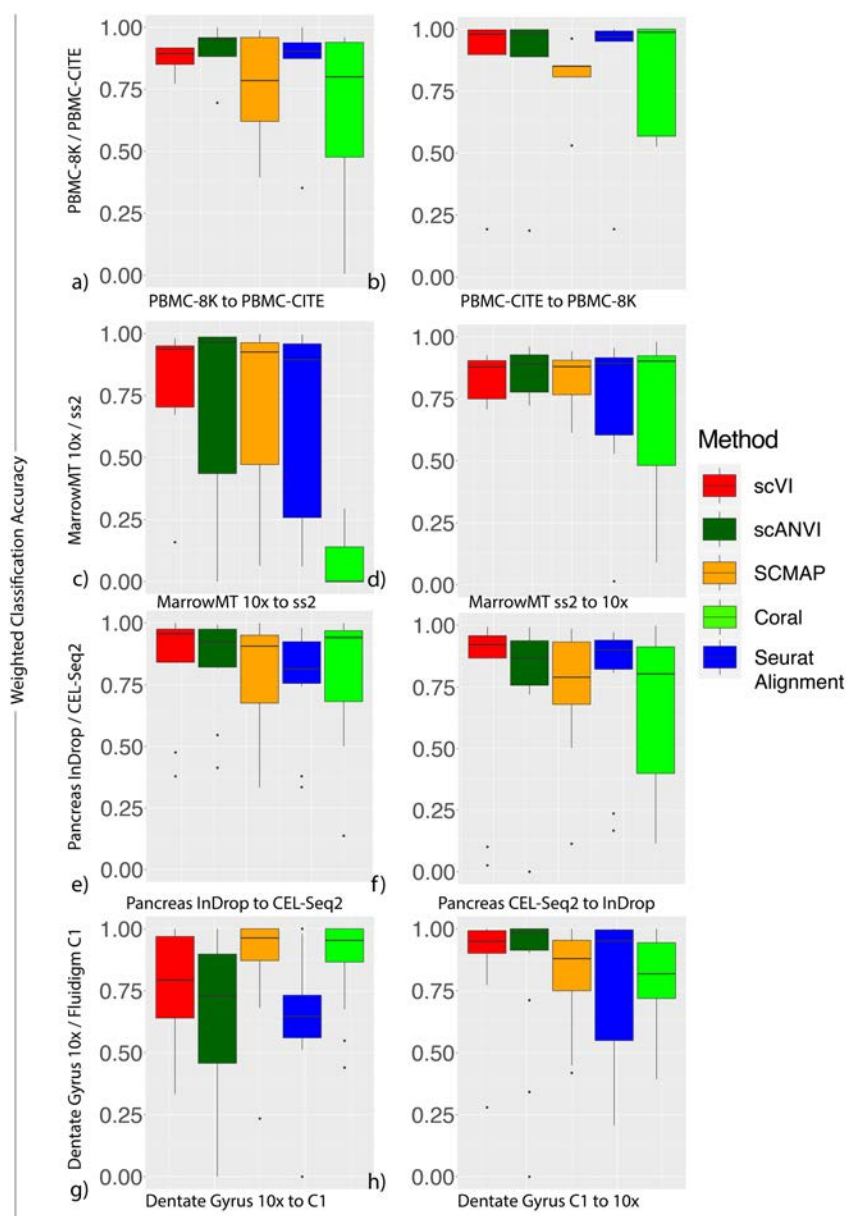 Weighted Classification Accuracy
PBMC-8K / PBMC-CITE
1.00
0.75
0.50
0.25
0.00
a)
PBMC-8K to PBMC-CITE
1.00
0.75
0.50
0.25
0.00
b)
PBMC-CITE to PBMC-8K
MarrowMT 10x / ss2
1.00
0.75
0.50
0.25
0.00
c)
MarrowMT 10x to ss2
1.00
0.75
0.50
0.25
0.00
d)
MarrowMT ss2 to 10x
Pancreas InDrop / CEL-Seq2
1.00
0.75
0.50
0.25
0.00
e)
Pancreas InDrop to CEL-Seq2
1.00
0.75
0.50
0.25
0.00
f)
Pancreas CEL-Seq2 to InDrop
Dentate Gyrus 10x / Fluidigm C1
1.00
0.75
0.50
0.25
0.00
g)
Dentate Gyrus 10x to C1
1.00
0.75
0.50
0.25
0.00
h)
Dentate Gyrus C1 to 10x
Method
scVI
scANVI
SCMAP
Coral
Seurat
Alignment